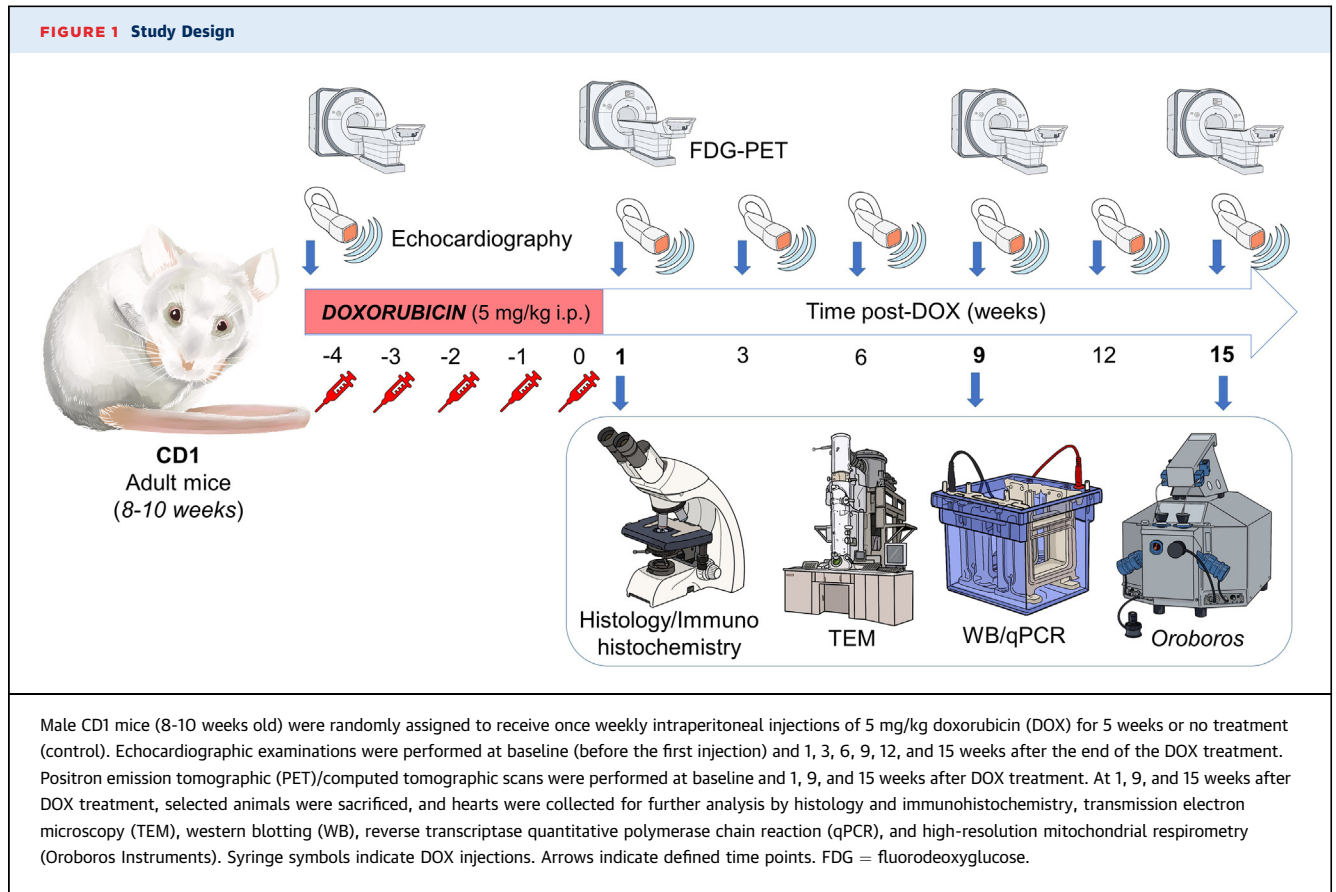 FIGURE 1 Study Design
FDG-PET
Echocardiography
DOXORUBICIN (5 mg/kg i.p.)
Time post-DOX (weeks)
-4 -3 -2 -1 0 1 3 6 9 12 15
CD1
Adult mice
(8-10 weeks)
Histology/Immuno
histochemistry
TEM
WB/qPCR
Oroboros
Male CD1 mice (8-10 weeks old) were randomly assigned to receive once weekly intraperitoneal injections of 5 mg/kg doxorubicin (DOX) for 5 weeks or no treatment
(control). Echocardiographic examinations were performed at baseline (before the first injection) and 1, 3, 6, 9, 12, and 15 weeks after the end of the DOX treatment.
Positron emission tomographic (PET)/computed tomographic scans were performed at baseline and 1, 9, and 15 weeks after DOX treatment. At 1, 9, and 15 weeks after
DOX treatment, selected animals were sacrificed, and hearts were collected for further analysis by histology and immunohistochemistry, transmission electron
microscopy (TEM), western blotting (WB), reverse transcriptase quantitative polymerase chain reaction (qPCR), and high-resolution mitochondrial respirometry
(Oroboros Instruments). Syringe symbols indicate DOX injections. Arrows indicate defined time points. FDG = fluorodeoxyglucose.